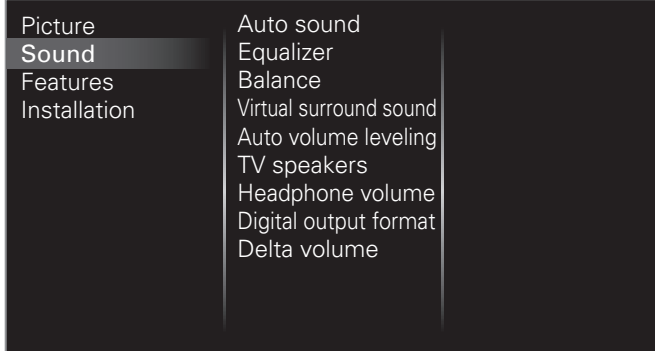 Picture
Sound
Features
Installation
Auto sound
Equalizer
Balance
Virtual surround sound
Auto volume leveling
TV speakers
Headphone volume
Digital output format
Delta volume